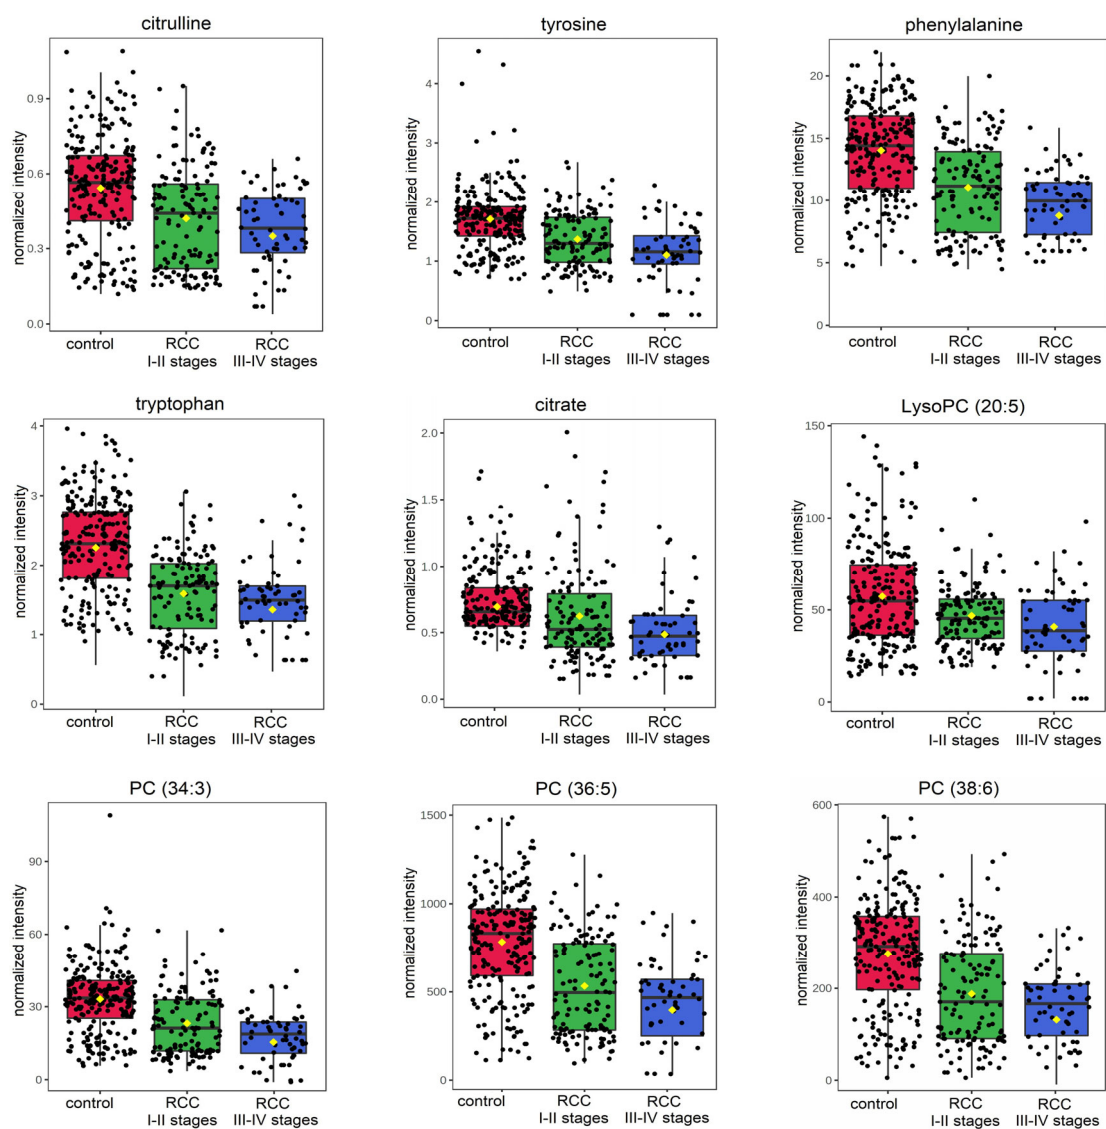 citrulline
normalized intensity
0.9
0.6
0.3
0.0
control
RCC
I-II stages
RCC
III-IV stages
tyrosine
normalized intensity
4
3
2
1
0
control
RCC
I-II stages
RCC
III-IV stages
phenylalanine
normalized intensity
20
15
10
5
0
control
RCC
I-II stages
RCC
III-IV stages
tryptophan
normalized intensity
4
3
2
1
0
control
RCC
I-II stages
RCC
III-IV stages
citrate
normalized intensity
2.0
1.5
1.0
0.5
0.0
control
RCC
I-II stages
RCC
III-IV stages
LysoPC (20:5)
normalized intensity
150
100
50
0
control
RCC
I-II stages
RCC
III-IV stages
PC (34:3)
normalized intensity
90
60
30
0
control
RCC
I-II stages
RCC
III-IV stages
PC (36:5)
normalized intensity
1500
1000
500
0
control
RCC
I-II stages
RCC
III-IV stages
PC (38:6)
normalized intensity
600
400
200
0
control
RCC
I-II stages
RCC
III-IV stages